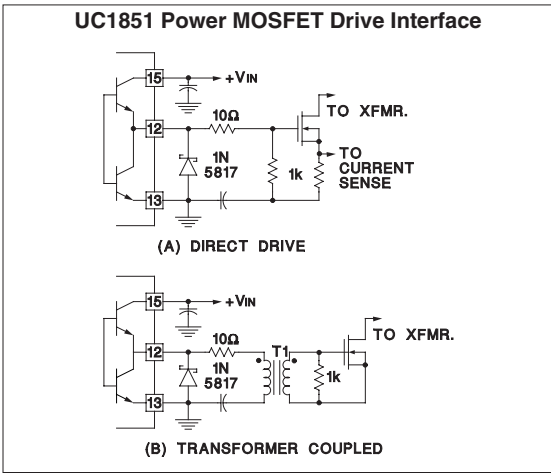 UC1851 Power MOSFET Drive Interface
15
+VIN
TO XFMR.
10Ω
12
TO
CURRENT
SENSE
1N
5817
1k
13
(A) DIRECT DRIVE
15
+VIN
TO XFMR.
10Ω
T1
12
1N
5817
1k
13
(B) TRANSFORMER COUPLED